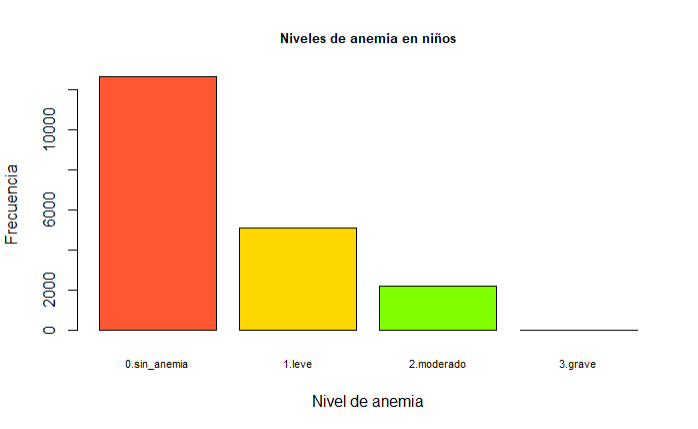 Niveles de anemia en niños
Frecuencia
10000
6000
2000
0
0.sin_anemia
1.leve
2.moderado
3.grave
Nivel de anemia